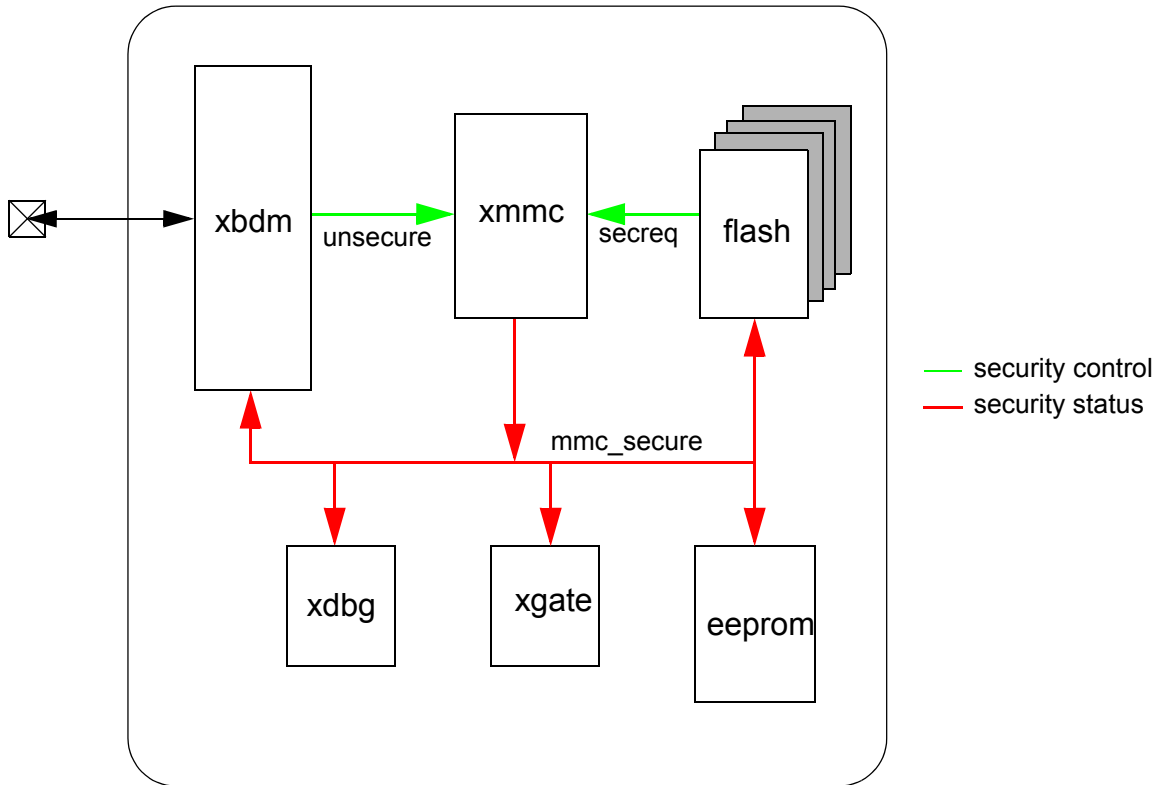 xbdm
unsecure
xmmc
secreq
flash
security control
security status
mmc_secure
xdbg
xgate
eeprom